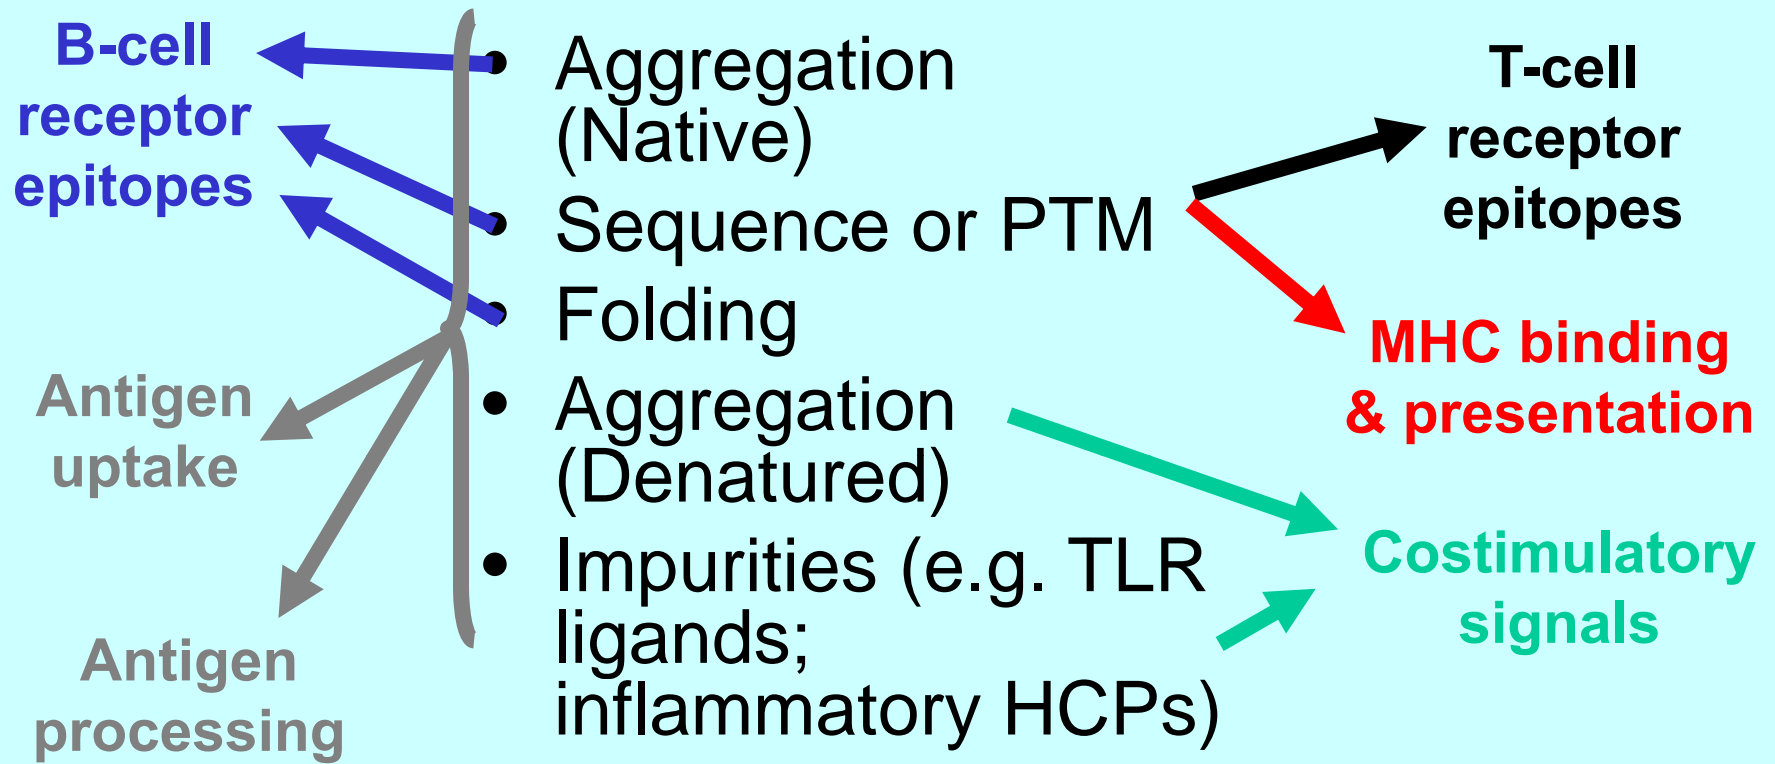 B-cell
receptor
epitopes
Antigen
uptake
Antigen
processing
• Aggregation
(Native)
• Sequence or PTM
• Folding
• Aggregation
(Denatured)
• Impurities (e.g. TLR
ligands;
inflammatory HCPs)
T-cell
receptor
epitopes
MHC binding
& presentation
Costimulatory
signals